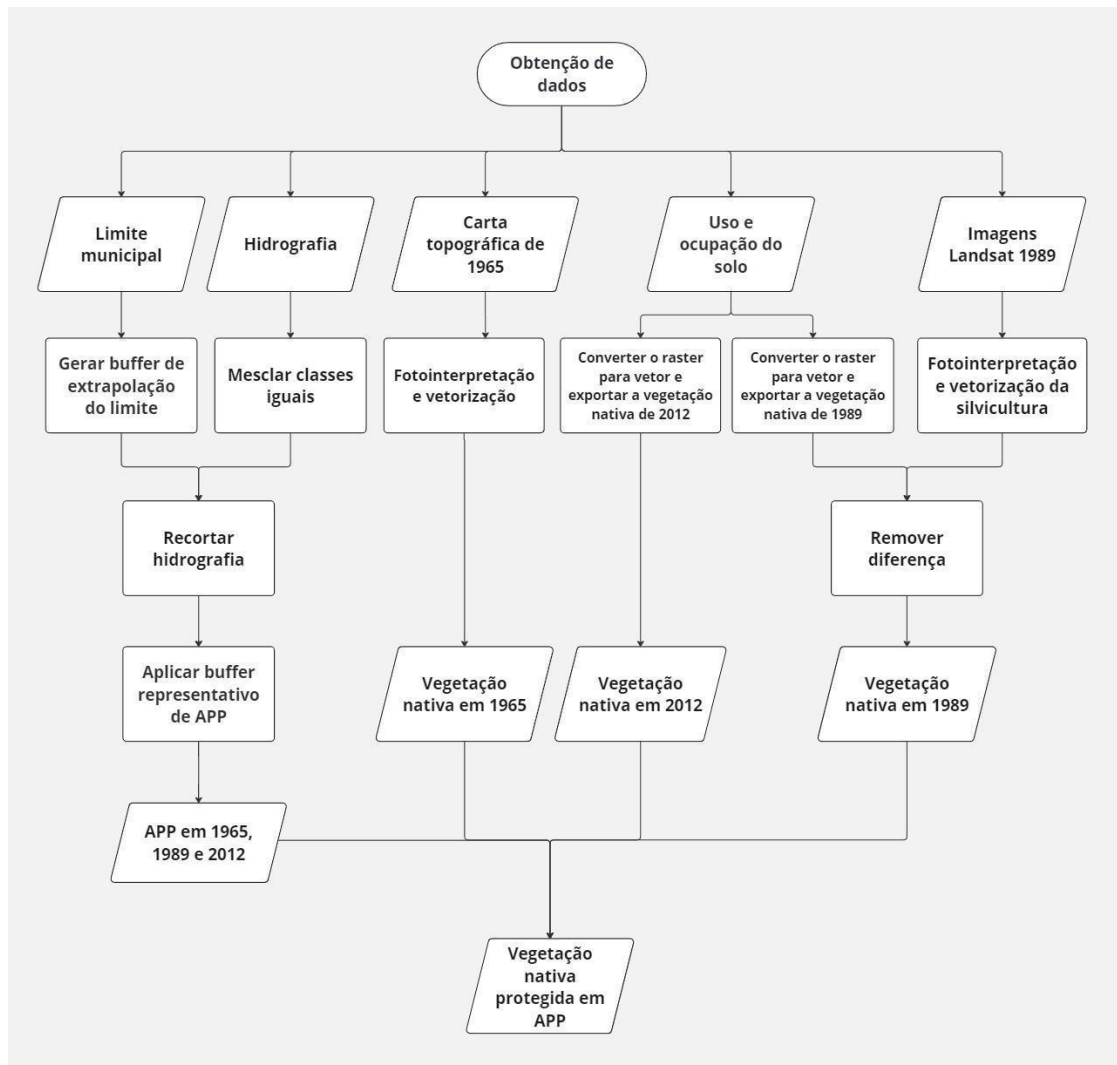 Obtenção de
dados
Limite
municipal
Hidrografia
Carta
topográfica de
1965
Uso e
ocupação do
solo
Imagens
Landsat 1989
Gerar buffer de
extrapolação
do limite
Mesclar classes
iguais
Fotointerpretação
e vetorização
Converter o raster
para vetor e
exportar a vegetação
nativa de 2012
Converter o raster
para vetor e
exportar a vegetação
nativa de 1989
Fotointerpretação
e vetorização da
silvicultura
Recortar
hidrografia
Remover
diferença
Aplicar buffer
representativo
de APP
Vegetação
nativa em 1965
Vegetação
nativa em 2012
Vegetação
nativa em 1989
APP em 1965,
1989 e 2012
Vegetação
nativa
protegida em
APP